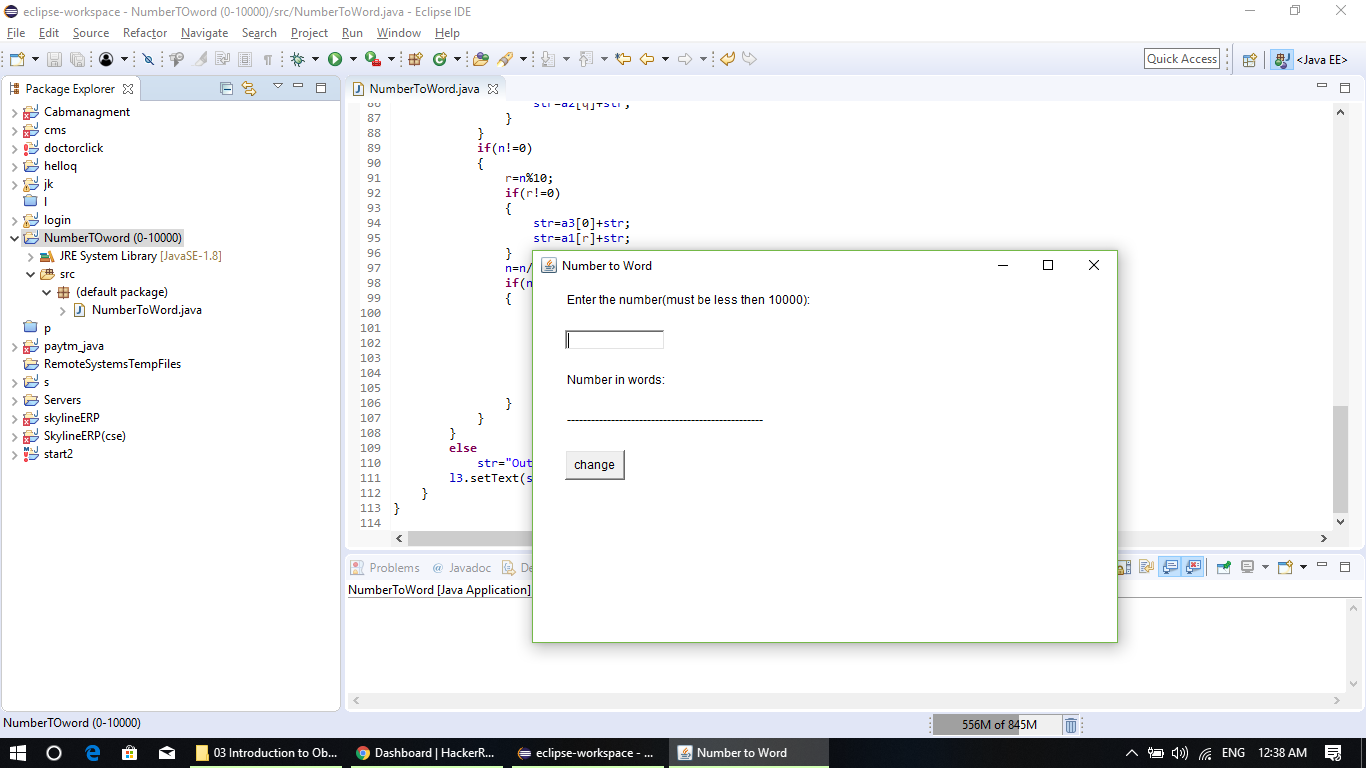 eclipse-workspace - NumberTOword (0-10000)/src/NumberToWord.java - Eclipse IDE
File Edit Source Refactor Navigate Search Project Run Window Help
Quick Access
<Java EE>
Package Explorer
Cabmanagment
cms
doctorclick
helloq
jk
l
login
NumberTOword (0-10000)
JRE System Library [JavaSE-1.8]
src
(default package)
NumberToWord.java
p
paytm_java
RemoteSystemsTempFiles
s
Servers
skylineERP
SkylineERP(cse)
start2
NumberToWord.java
86 str=a2[q]+str;
87 }
88 }
89 if(n!=0)
90 {
91 r=n%10;
92 if(r!=0)
93 {
94 str=a3[0]+str;
95 str=a1[r]+str;
96 }
97 n=n/
98 if(n
99 {
100
101
102
103
104
105
106 }
107 }
108 }
109 else
110 str="Out
111 l3.setText(s
112 }
113 }
114
Number to Word
Enter the number(must be less then 10000):
Number in words:
-------------------------------------------------
change
Problems @ Javadoc De
NumberToWord [Java Application]
NumberTOword (0-10000)
556M of 845M
03 Introduction to Ob...
Dashboard | HackerR...
eclipse-workspace - ...
Number to Word
ENG
12:38 AM